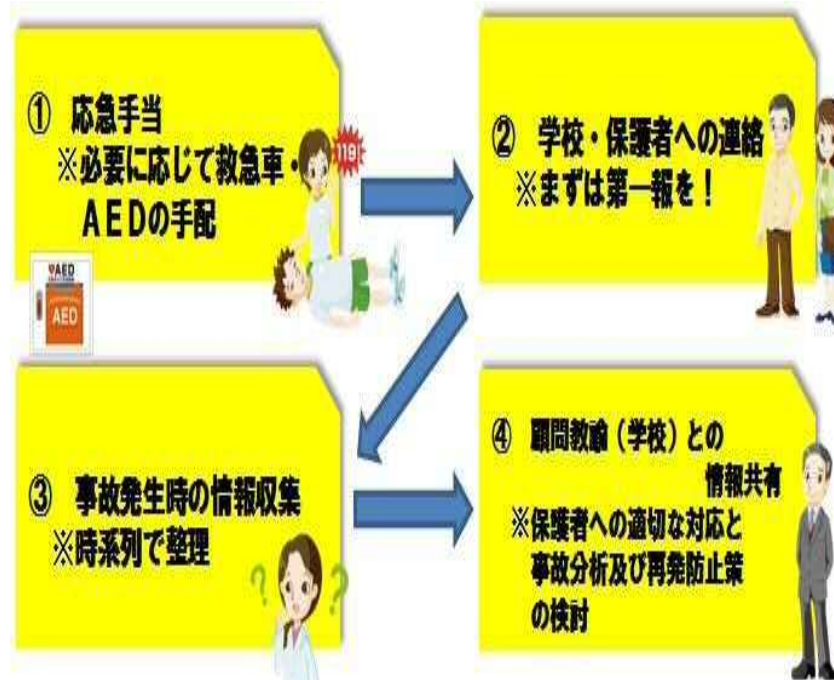 ① 応急手当
※必要に応じて救急車・
AEDの手配
119
AED
AED
② 学校・保護者への連絡
※まずは第一報を！
③ 事故発生時の情報収集
※時系列で整理
？
？
④ 顧問教諭（学校）との
情報共有
※保護者への適切な対応と
事故分析及び再発防止策
の検討